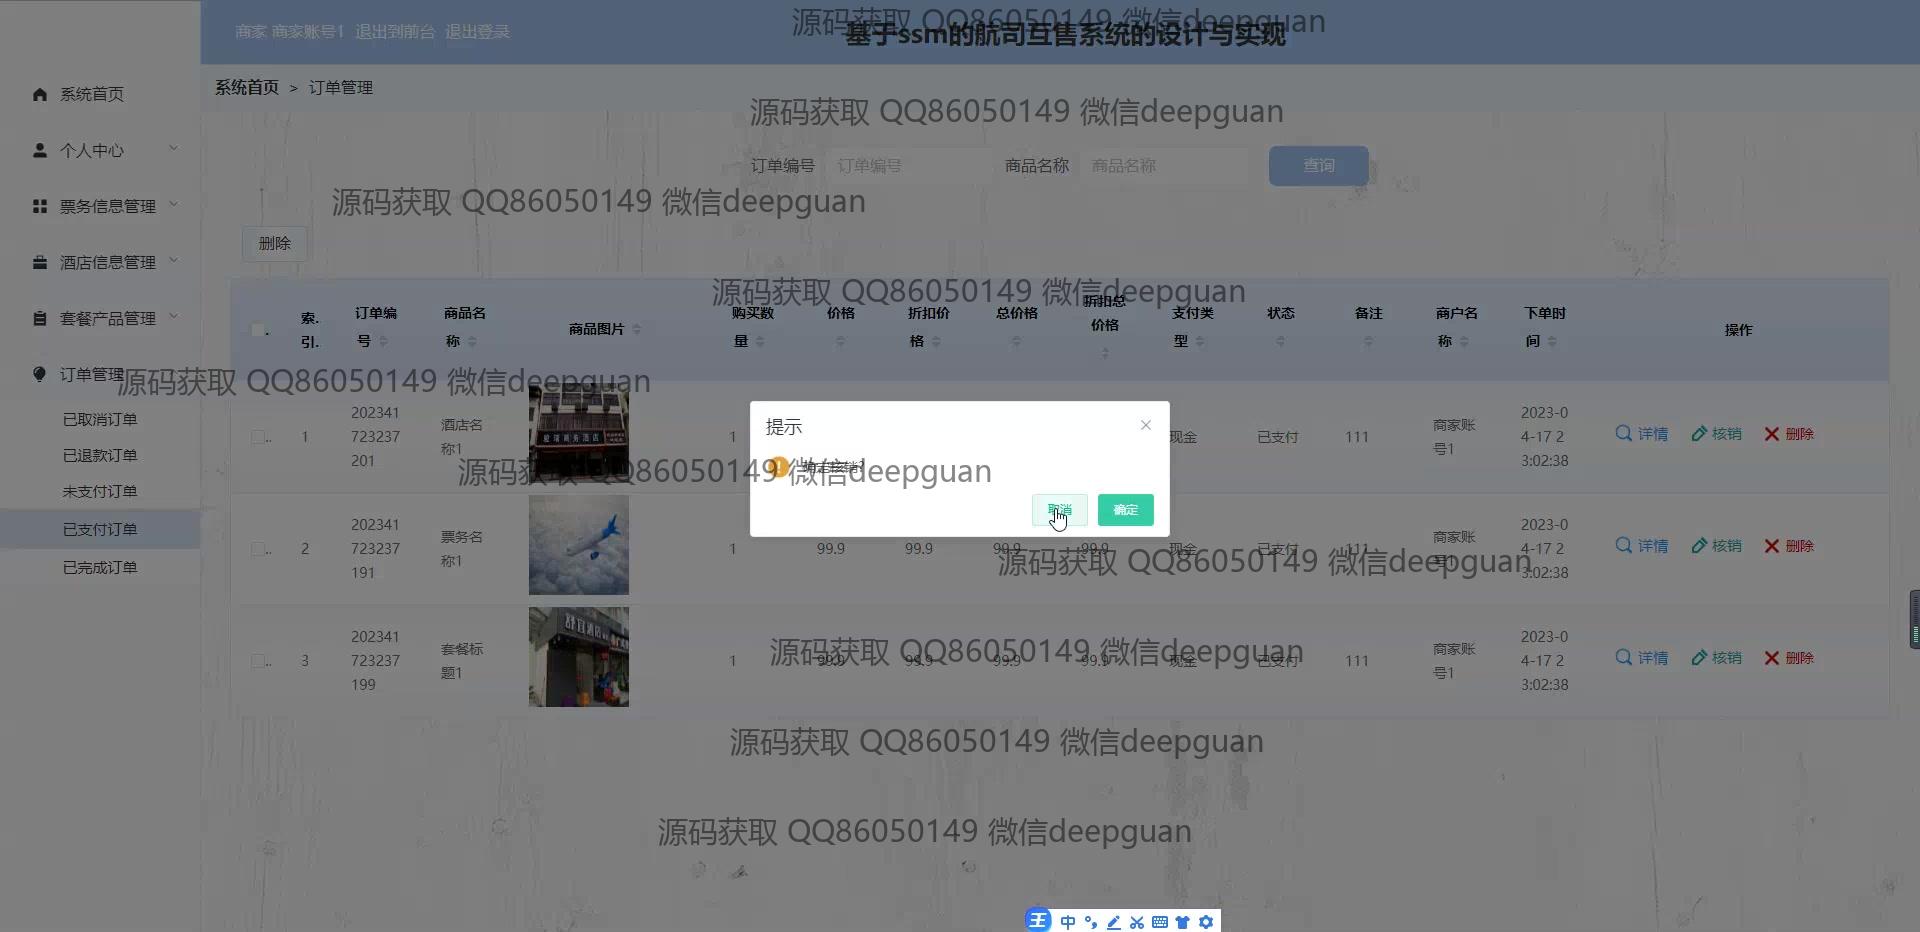 商家 商家账号1 退出到前台 退出登录
源码获取 QQ86050149 微信deepguan
基于ssm的航司互售系统的设计与实现
系统首页
个人中心
票务信息管理
酒店信息管理
套餐产品管理
订单管理
已取消订单
已退款订单
未支付订单
已支付订单
已完成订单
系统首页 > 订单管理
源码获取 QQ86050149 微信deepguan
订单编号 订单编号 商品名称 商品名称 查询
源码获取 QQ86050149 微信deepguan
删除
源码获取 QQ86050149 微信deepguan
索引. 订单编号 商品名称 商品图片 购买数量 价格 折扣价格 总价格 折扣总价格 支付类型 状态 备注 商户名称 下单时间 操作
源码获取 QQ86050149 微信deepguan
1 202341723237201 酒店名称1 1 现金 已支付 111 商家账号1 2023-04-17 23:02:38 详情 核销 删除
提示
源码获取 QQ86050149 微信deepguan
取消 确定
2 202341723237191 票务名称1 1 99.9 99.9 99.9 99.9 现金 已支付 111 商家账号1 2023-04-17 23:02:38 详情 核销 删除
源码获取 QQ86050149 微信deepguan
3 202341723237199 套餐标题1 1 99.9 99.9 99.9 99.9 现金 已支付 111 商家账号1 2023-04-17 23:02:38 详情 核销 删除
源码获取 QQ86050149 微信deepguan
源码获取 QQ86050149 微信deepguan
源码获取 QQ86050149 微信deepguan
王 中